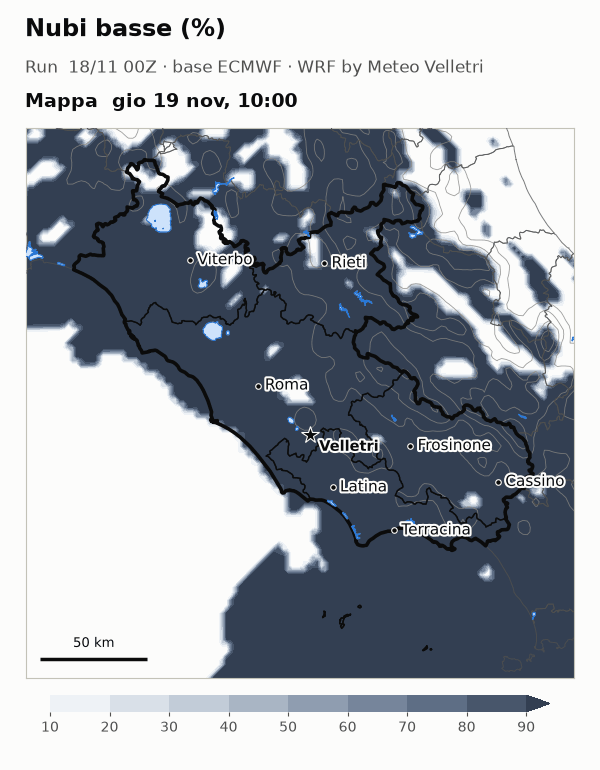 Nubi basse (%)
Run 18/11 00Z · base ECMWF · WRF by Meteo Velletri
Mappa gio 19 nov, 10:00
Viterbo
Rieti
Roma
Velletri
Frosinone
Latina
Cassino
Terracina
50 km
10 20 30 40 50 60 70 80 90